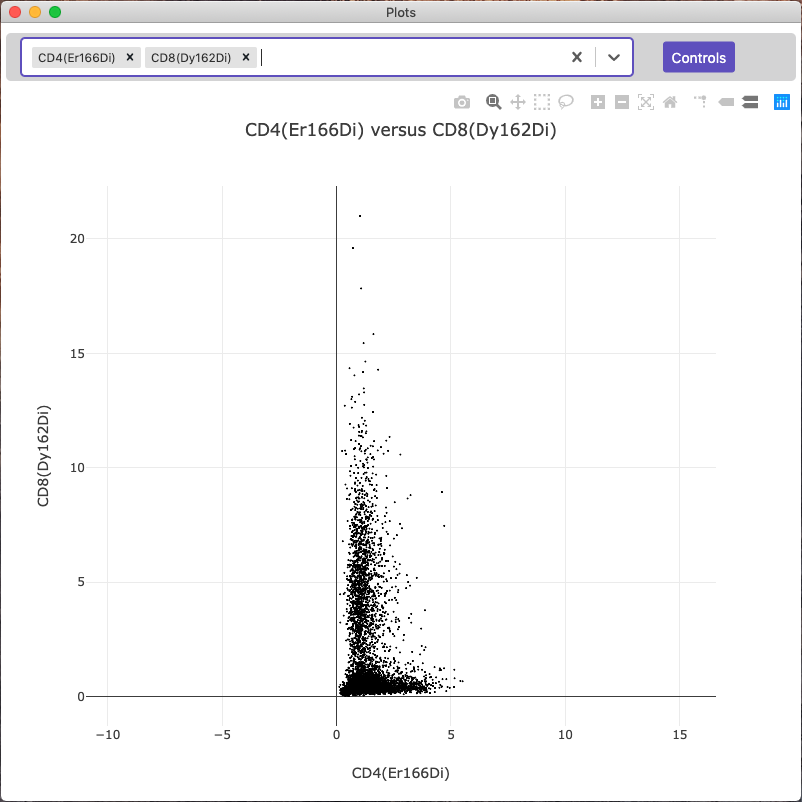 Plots
CD4(Er166Di) × CD8(Dy162Di) ×
Controls
CD4(Er166Di) versus CD8(Dy162Di)
20
15
10
5
0
CD8(Dy162Di)
−10 −5 0 5 10 15
CD4(Er166Di)